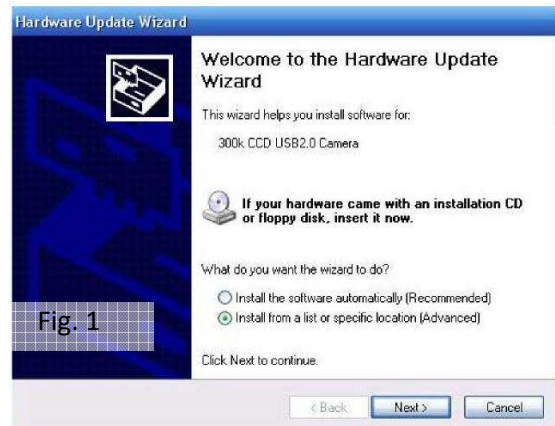 Hardware Update Wizard
Welcome to the Hardware Update
Wizard
This wizard helps you install software for:
300k CCD USB2.0 Camera
If your hardware came with an installation CD
or floppy disk, insert it now.
What do you want the wizard to do?
Install the software automatically (Recommended)
Install from a list or specific location (Advanced)
Click Next to continue.
Fig. 1
< Back
Next >
Cancel